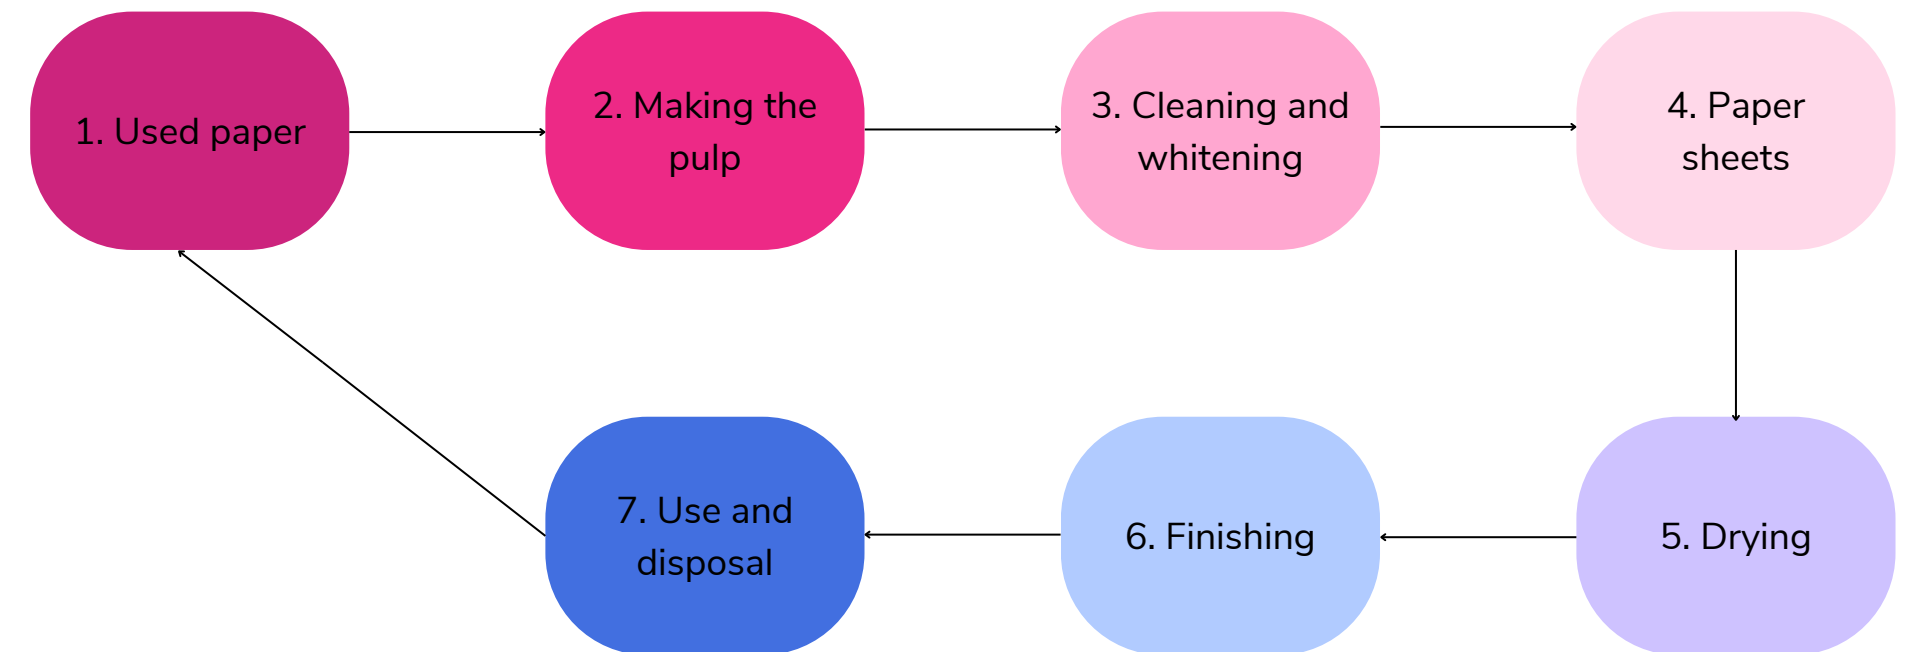 1. Used paper
2. Making the
pulp
3. Cleaning and
whitening
4. Paper
sheets
7. Use and
disposal
6. Finishing
5. Drying